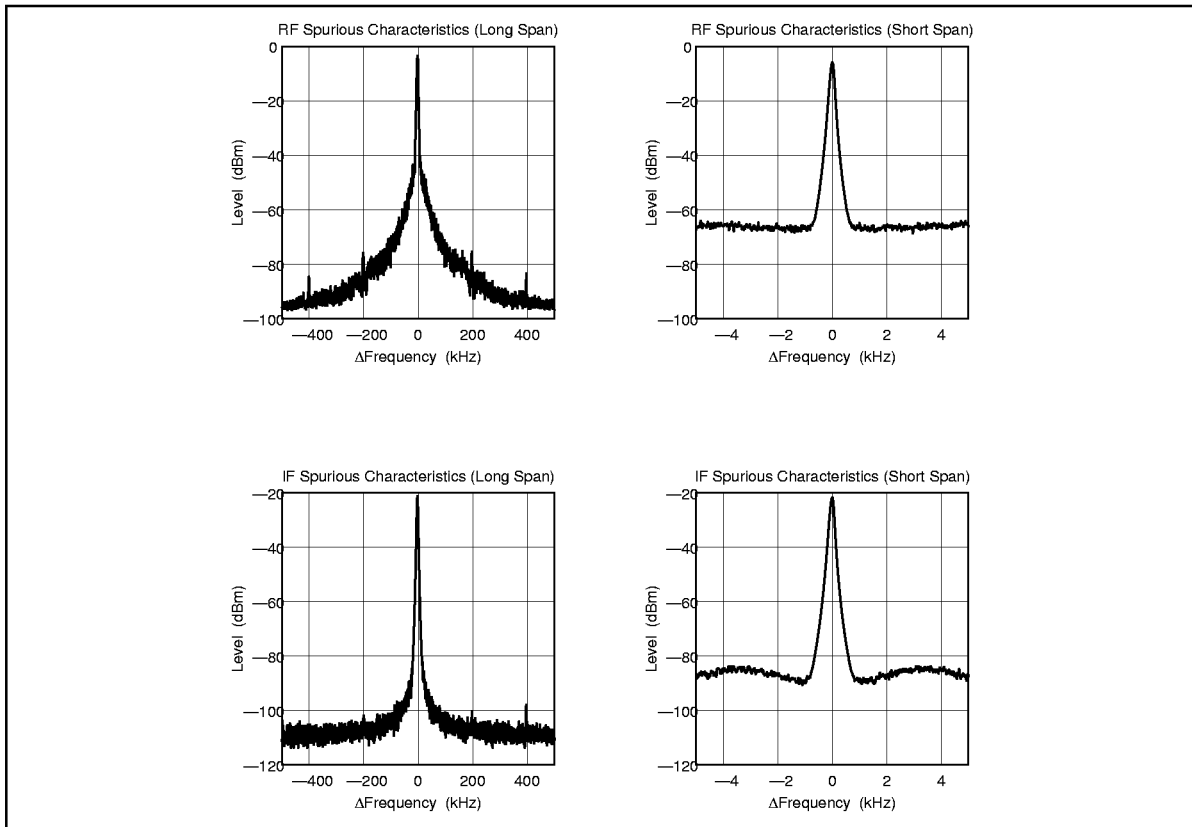 RF Spurious Characteristics (Long Span)
0
—20
—40
—60
—80
—100
Level (dBm)
—400 —200 0 200 400
ΔFrequency (kHz)
RF Spurious Characteristics (Short Span)
0
—20
—40
—60
—80
—100
Level (dBm)
—4 —2 0 2 4
ΔFrequency (kHz)
IF Spurious Characteristics (Long Span)
—20
—40
—60
—80
—100
—120
Level (dBm)
—400 —200 0 200 400
ΔFrequency (kHz)
IF Spurious Characteristics (Short Span)
—20
—40
—60
—80
—100
—120
Level (dBm)
—4 —2 0 2 4
ΔFrequency (kHz)